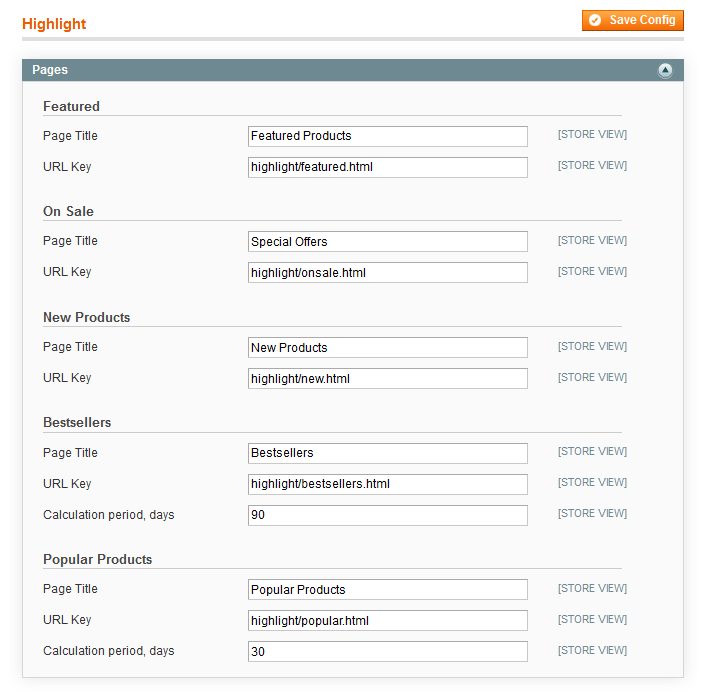 Highlight
Save Config
Pages
Featured
Page Title Featured Products [STORE VIEW]
URL Key highlight/featured.html [STORE VIEW]
On Sale
Page Title Special Offers [STORE VIEW]
URL Key highlight/onsale.html [STORE VIEW]
New Products
Page Title New Products [STORE VIEW]
URL Key highlight/new.html [STORE VIEW]
Bestsellers
Page Title Bestsellers [STORE VIEW]
URL Key highlight/bestsellers.html [STORE VIEW]
Calculation period, days 90 [STORE VIEW]
Popular Products
Page Title Popular Products [STORE VIEW]
URL Key highlight/popular.html [STORE VIEW]
Calculation period, days 30 [STORE VIEW]